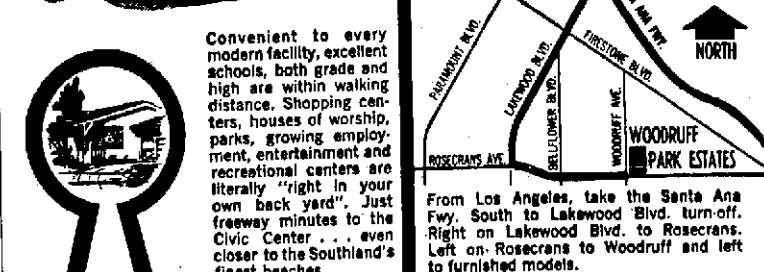 Convenient to every
modern facility, excellent
schools, both grade and
high are within walking
distance. Shopping cen-
ters, houses of worship,
parks, growing employ-
ment, entertainment and
recreational centers are
literally "right in your
own back yard". Just
freeway minutes to the
Civic Center . . . even
closer to the Southland's
finest beaches
PARAMOUNT BLVD.
LAKEWOOD BLVD.
ANA FWY.
FIRESTONE BLVD.
NORTH
BELLFLOWER BLVD.
WOODRUFF AVE.
ROSECRANS AVE.
WOODRUFF
PARK ESTATES
From Los Angeles, take the Santa Ana
Fwy. South to Lakewood Blvd. turn-off.
Right on Lakewood Blvd. to Rosecrans.
Left on Rosecrans to Woodruff and left
to furnished models.